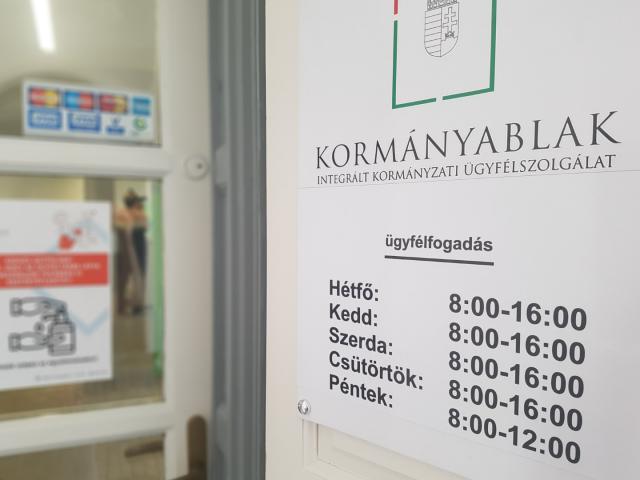 KORMÁNYABLAK
INTEGRÁLT KORMÁNYZATI ÜGYFÉLSZOLGÁLAT
ügyfélfogadás
Hétfő: 8:00-16:00
Kedd: 8:00-16:00
Szerda: 8:00-16:00
Csütörtök: 8:00-16:00
Péntek: 8:00-12:00